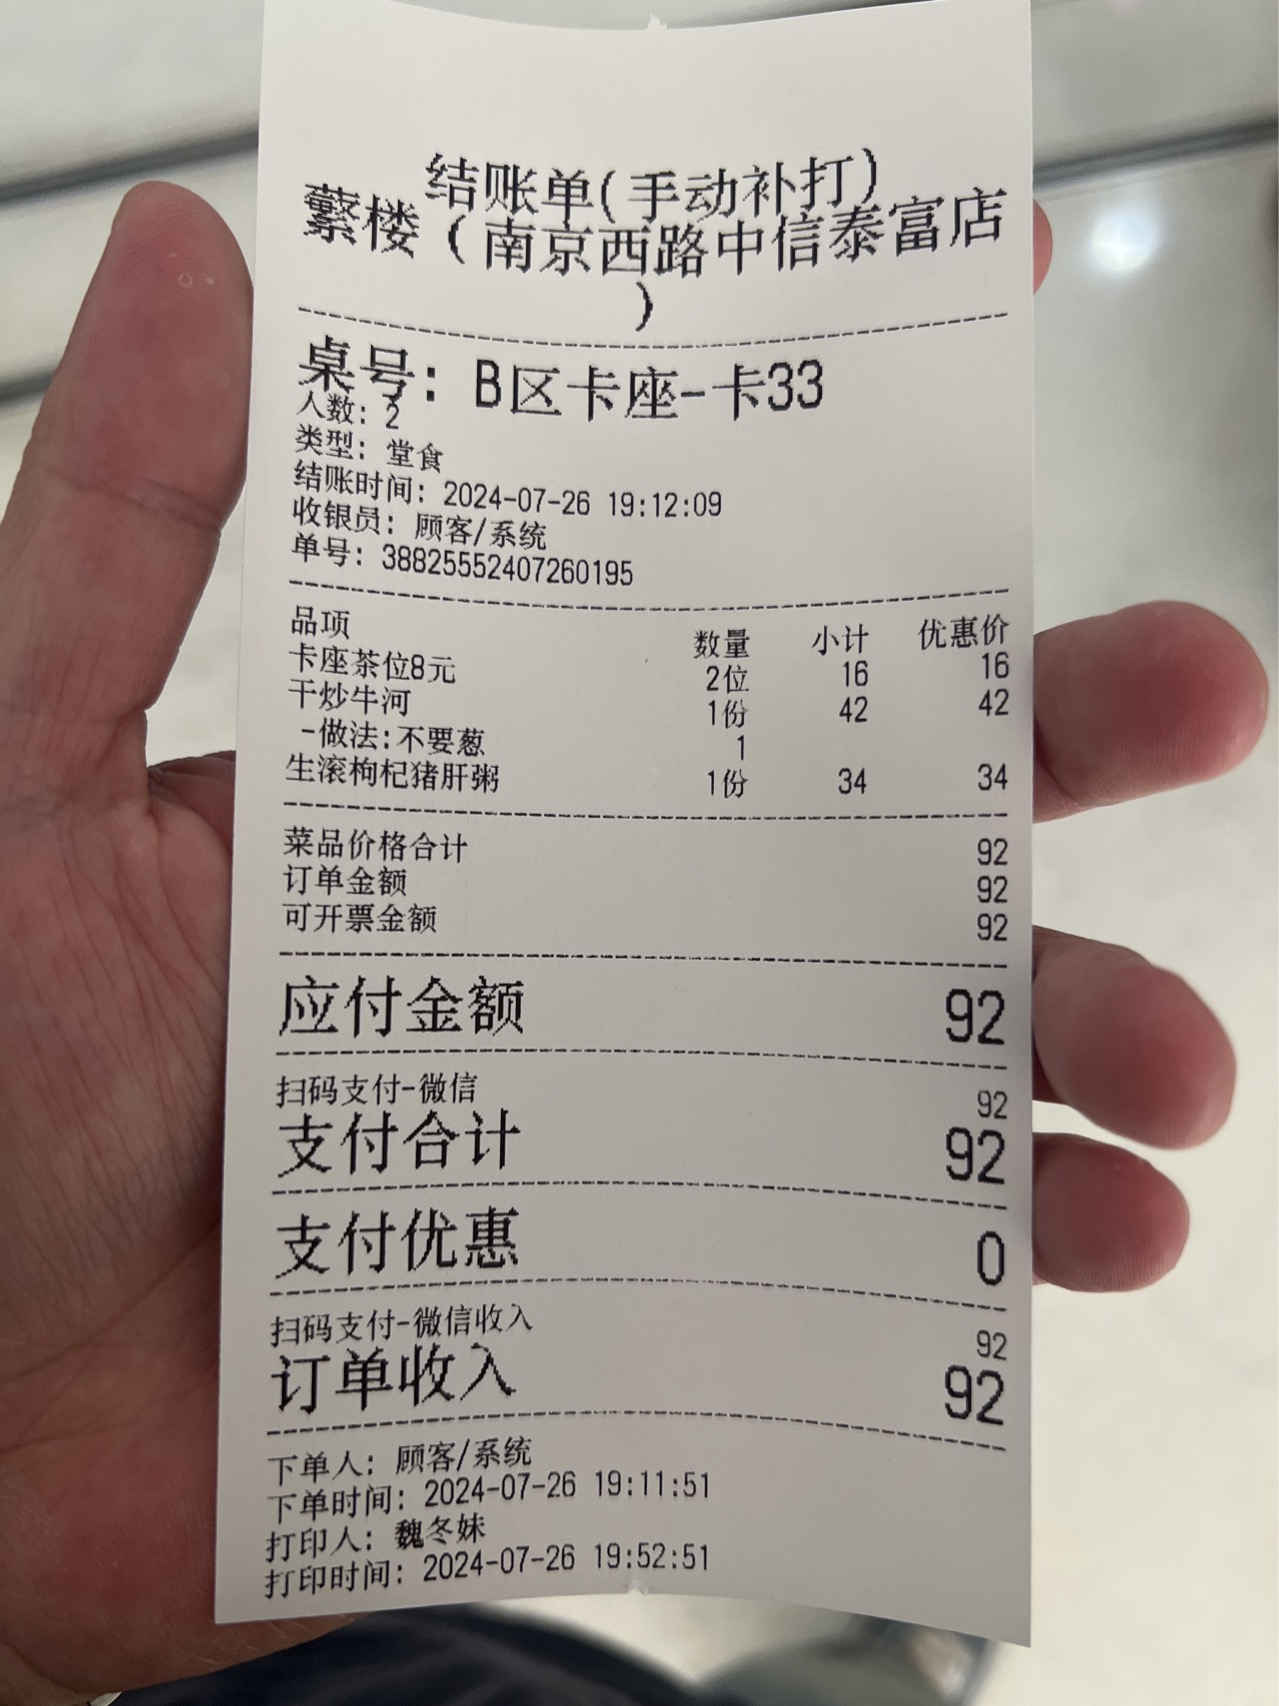 结账单(手动补打)
蘩楼(南京西路中信泰富店
)
桌号: B区卡座-卡33
人数: 2
类型: 堂食
结账时间: 2024-07-26 19:12:09
收银员: 顾客/系统
单号: 38825552407260195
品项 数量 小计 优惠价
卡座茶位8元 2位 16 16
干炒牛河 1份 42 42
-做法:不要葱 1
生滚枸杞猪肝粥 1份 34 34
菜品价格合计 92
订单金额 92
可开票金额 92
应付金额 92
扫码支付-微信 92
支付合计 92
支付优惠 0
扫码支付-微信收入 92
订单收入 92
下单人: 顾客/系统
下单时间: 2024-07-26 19:11:51
打印人: 魏冬妹
打印时间: 2024-07-26 19:52:51